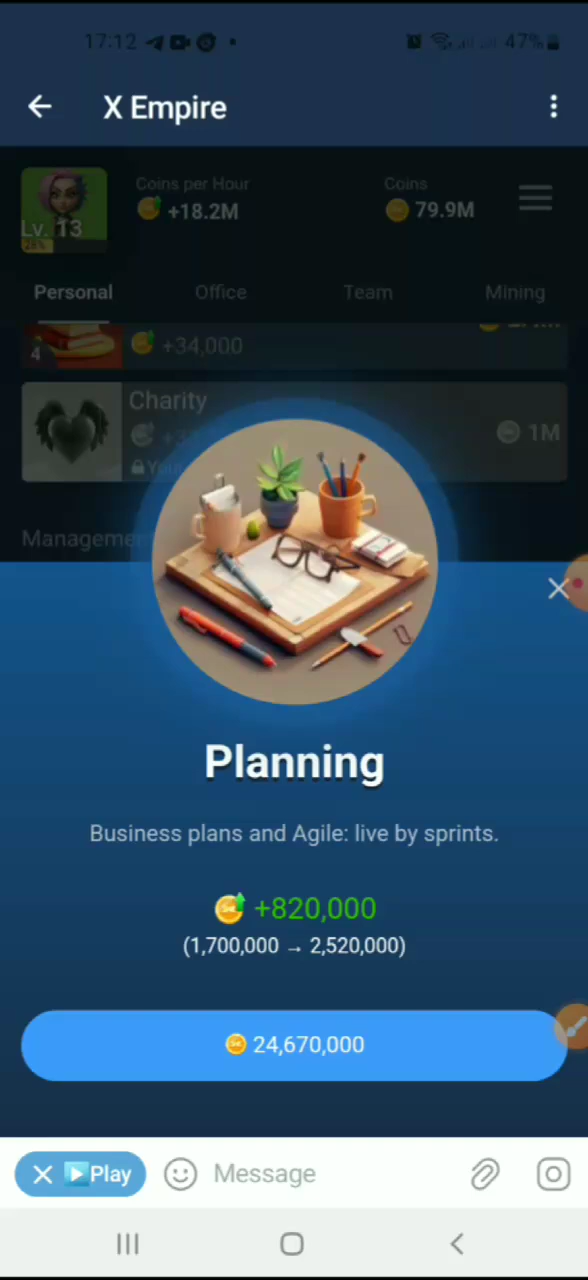 17:12
47%
X Empire
Coins per Hour
+18.2M
Coins
79.9M
Lv. 13
28%
Personal
Office
Team
Mining
4
+34,000
Charity
1M
Planning
Business plans and Agile: live by sprints.
+820,000
(1,700,000 → 2,520,000)
24,670,000
Play
Message